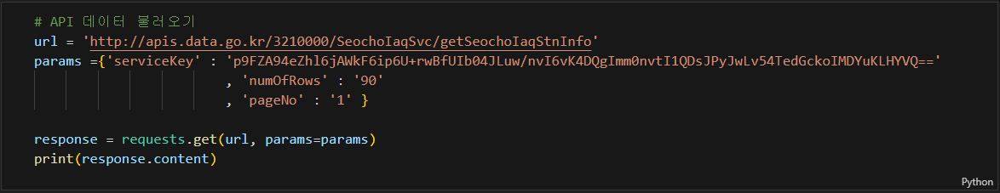 # API 데이터 불러오기
url = 'http://apis.data.go.kr/3210000/SeochoIaqSvc/getSeochoIaqStnInfo'
params ={'serviceKey' : 'p9FZA94eZhl6jAWkF6ip6U+rwBfUIb04JLuw/nvI6vK4DQgImm0nvtI1QDsJPyJwLv54TedGckoIMDYuKLHYVQ=='
, 'numOfRows' : '90'
, 'pageNo' : '1' }
response = requests.get(url, params=params)
print(response.content)
Python